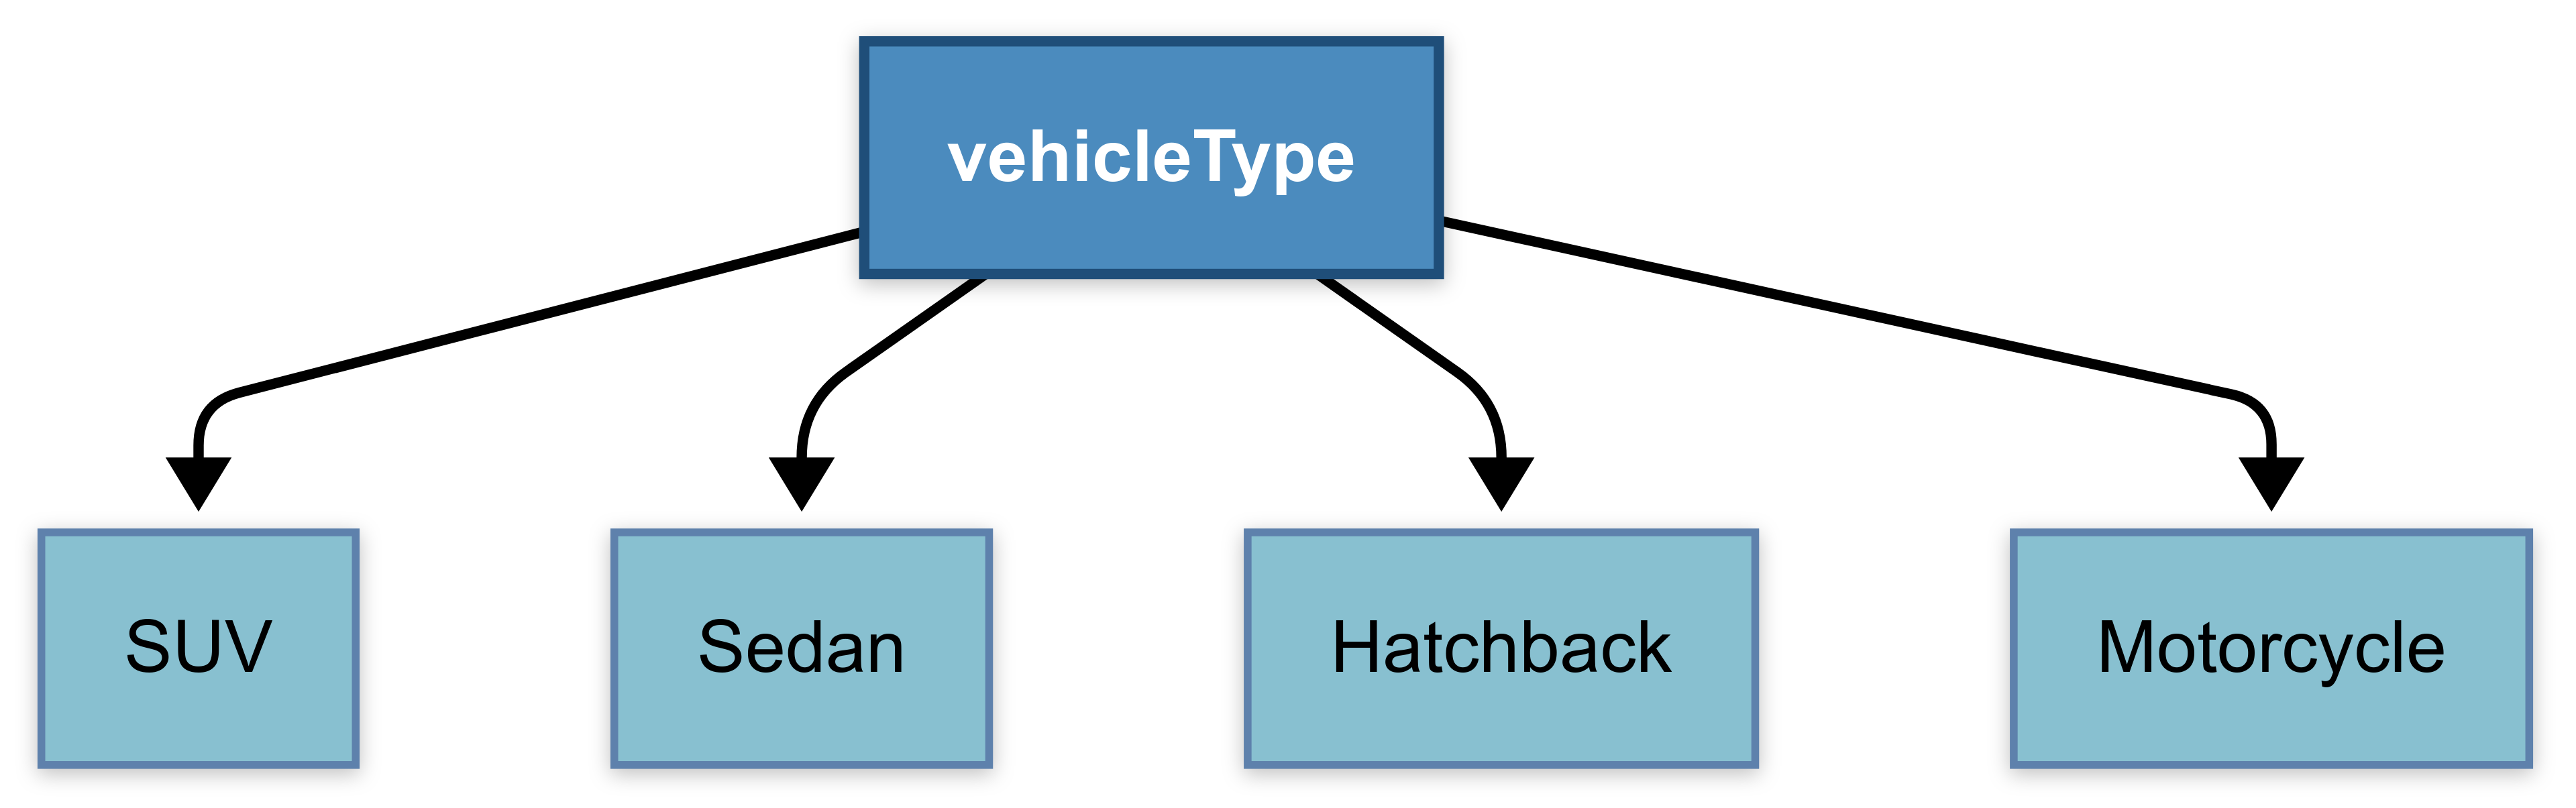 vehicleType
SUV
Sedan
Hatchback
Motorcycle